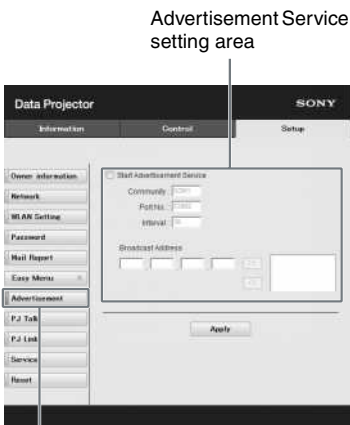 Advertisement Service
setting area
Data Projector
SONY
Information
Control
Setup
Owner information
Start Advertisement Service
Network
Community :
WLAN Setting
Port No. :
Interval :
Password
Mail Report
Broadcast Address
Easy Menu
Advertisement
PJ Talk
Apply
PJ Link
Service
Reset